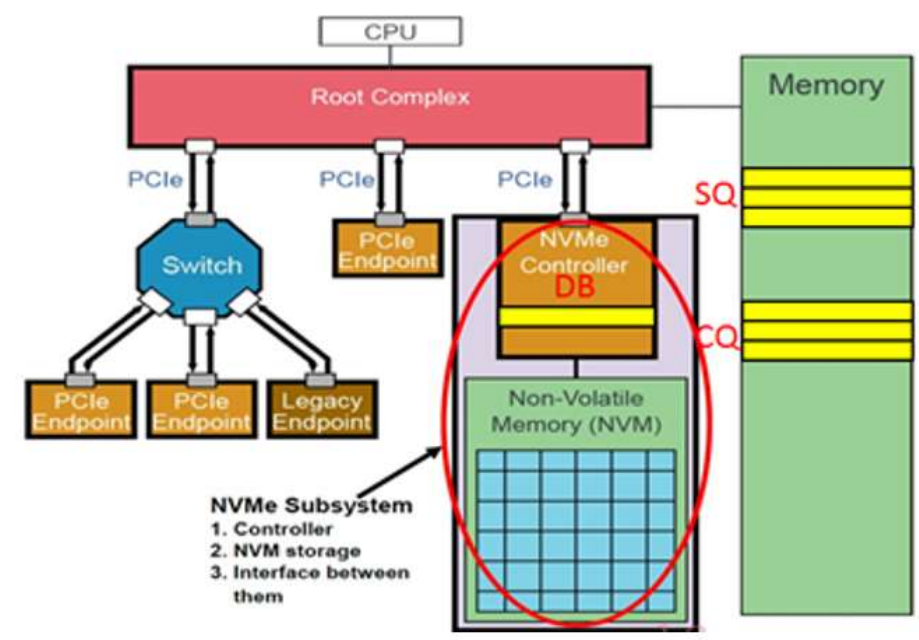 CPU
Root Complex
Memory
PCIe
PCIe
PCIe
SQ
Switch
PCIe
Endpoint
NVMe
Controller
DB
CQ
PCIe
Endpoint
PCIe
Endpoint
Legacy
Endpoint
Non-Volatile
Memory (NVM)
NVMe Subsystem
1. Controller
2. NVM storage
3. Interface between
them